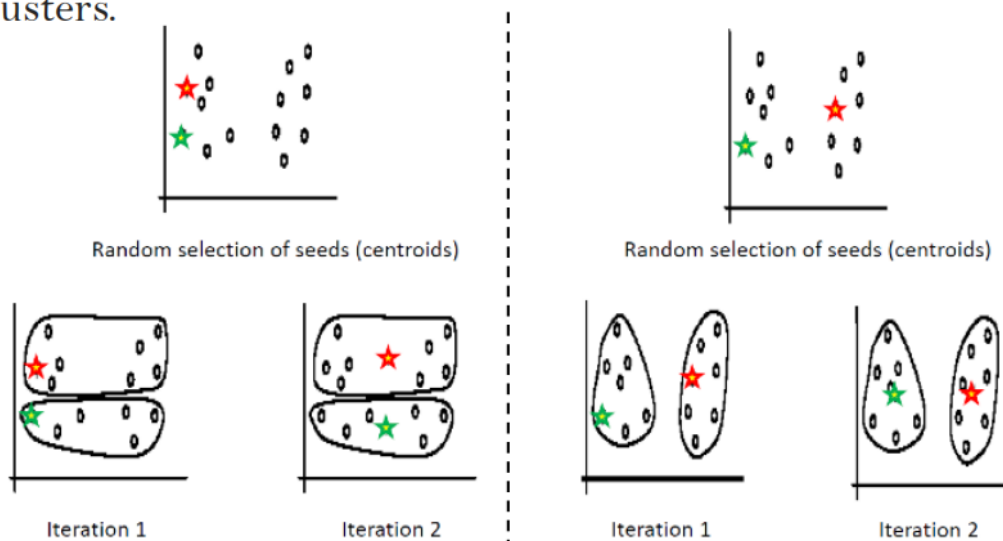 usters.
Random selection of seeds (centroids)
Random selection of seeds (centroids)
Iteration 1
Iteration 2
Iteration 1
Iteration 2